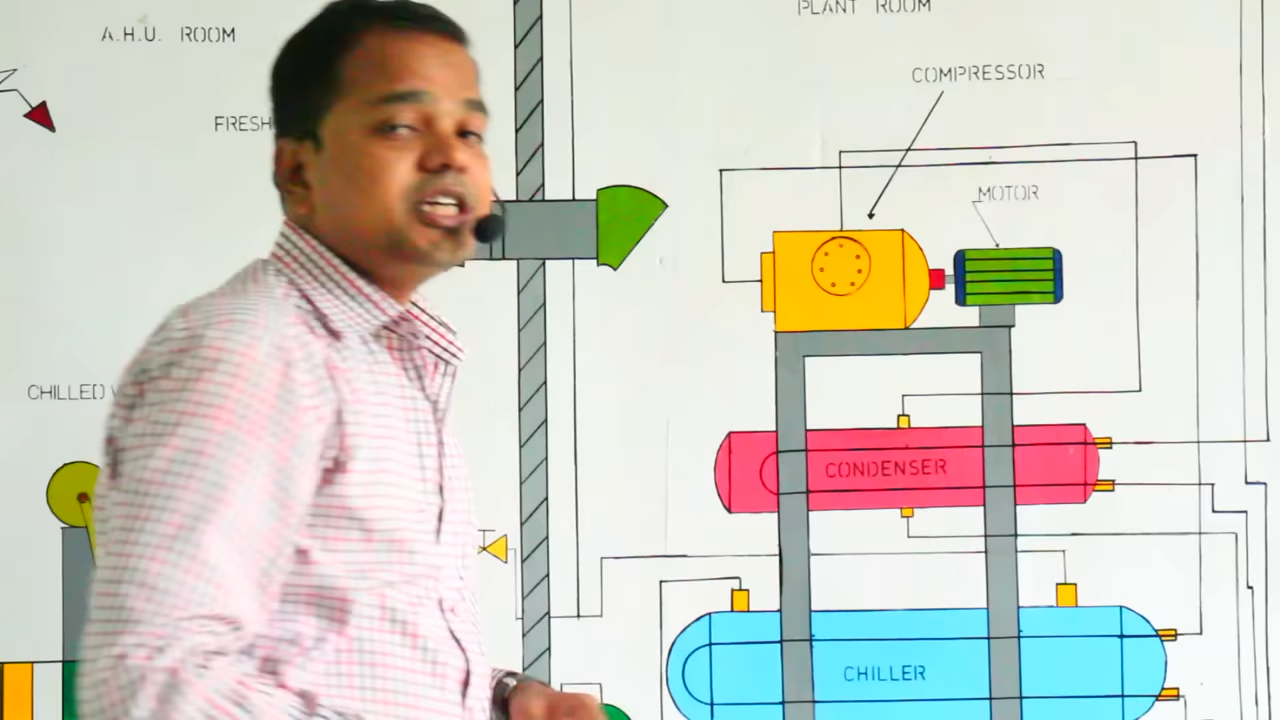 A.H.U. ROOM
PLANT ROOM
COMPRESSOR
FRESH
MOTOR
CHILLED
CONDENSER
CHILLER